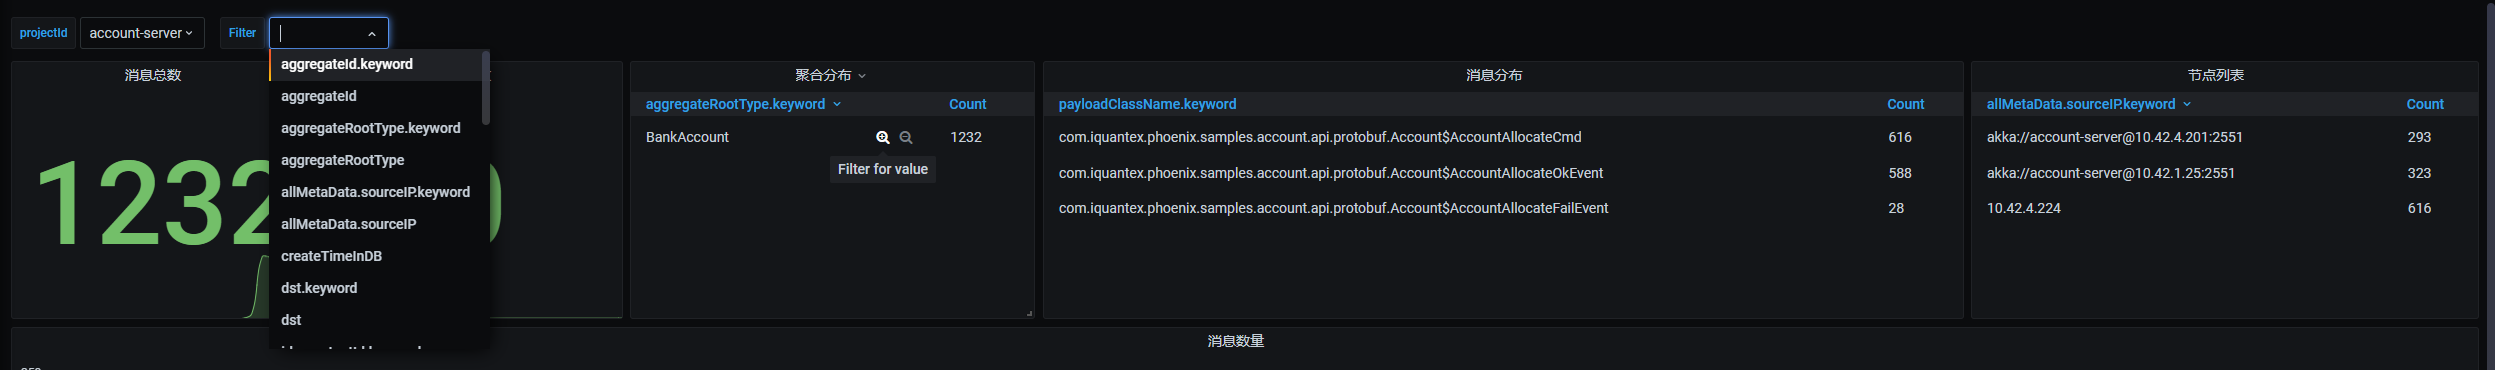 projectId
account-server
Filter
aggregateId.keyword
aggregateId
aggregateRootType.keyword
aggregateRootType
allMetaData.sourceIP.keyword
allMetaData.sourceIP
createTimeInDB
dst.keyword
dst
消息总数
1232
聚合分布
aggregateRootType.keyword
Count
BankAccount
1232
Filter for value
消息分布
payloadClassName.keyword
Count
com.iquantex.phoenix.samples.account.api.protobuf.Account$AccountAllocateCmd
616
com.iquantex.phoenix.samples.account.api.protobuf.Account$AccountAllocateOkEvent
588
com.iquantex.phoenix.samples.account.api.protobuf.Account$AccountAllocateFailEvent
28
节点列表
allMetaData.sourceIP.keyword
Count
akka://account-server@10.42.4.201:2551
293
akka://account-server@10.42.1.25:2551
323
10.42.4.224
616
消息数量